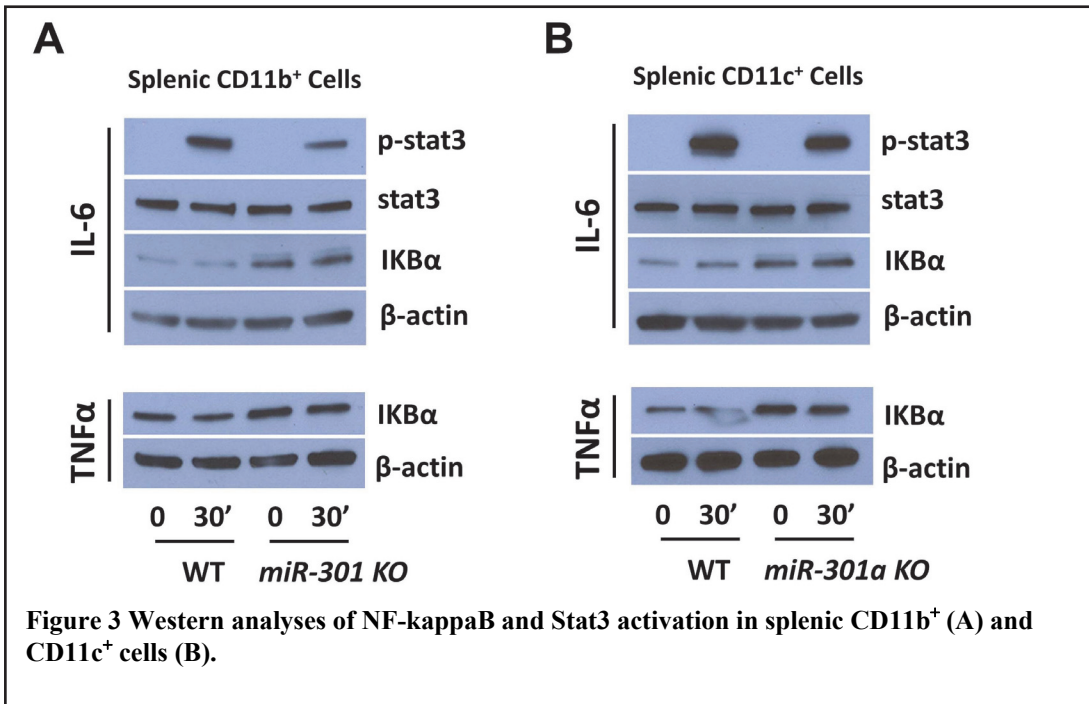 A
Splenic CD11b⁺ Cells
IL-6
p-stat3
stat3
IKBα
β-actin
TNFα
IKBα
β-actin
0 30’ 0 30’
WT miR-301 KO
B
Splenic CD11c⁺ Cells
IL-6
p-stat3
stat3
IKBα
β-actin
TNFα
IKBα
β-actin
0 30’ 0 30’
WT miR-301a KO
Figure 3 Western analyses of NF-kappaB and Stat3 activation in splenic CD11b⁺ (A) and
CD11c⁺ cells (B).